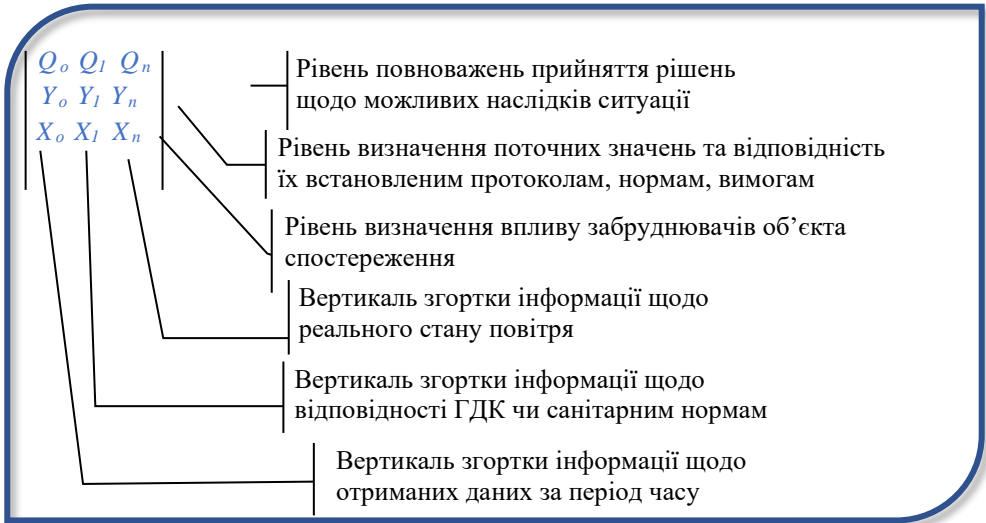 Qₒ Q₁ Qₙ
Yₒ Y₁ Yₙ
Xₒ X₁ Xₙ
Рівень повноважень прийняття рішень
щодо можливих наслідків ситуації
Рівень визначення поточних значень та відповідність
їх встановленим протоколам, нормам, вимогам
Рівень визначення впливу забруднювачів об’єкта
спостереження
Вертикаль згортки інформації щодо
реального стану повітря
Вертикаль згортки інформації щодо
відповідності ГДК чи санітарним нормам
Вертикаль згортки інформації щодо
отриманих даних за період часу